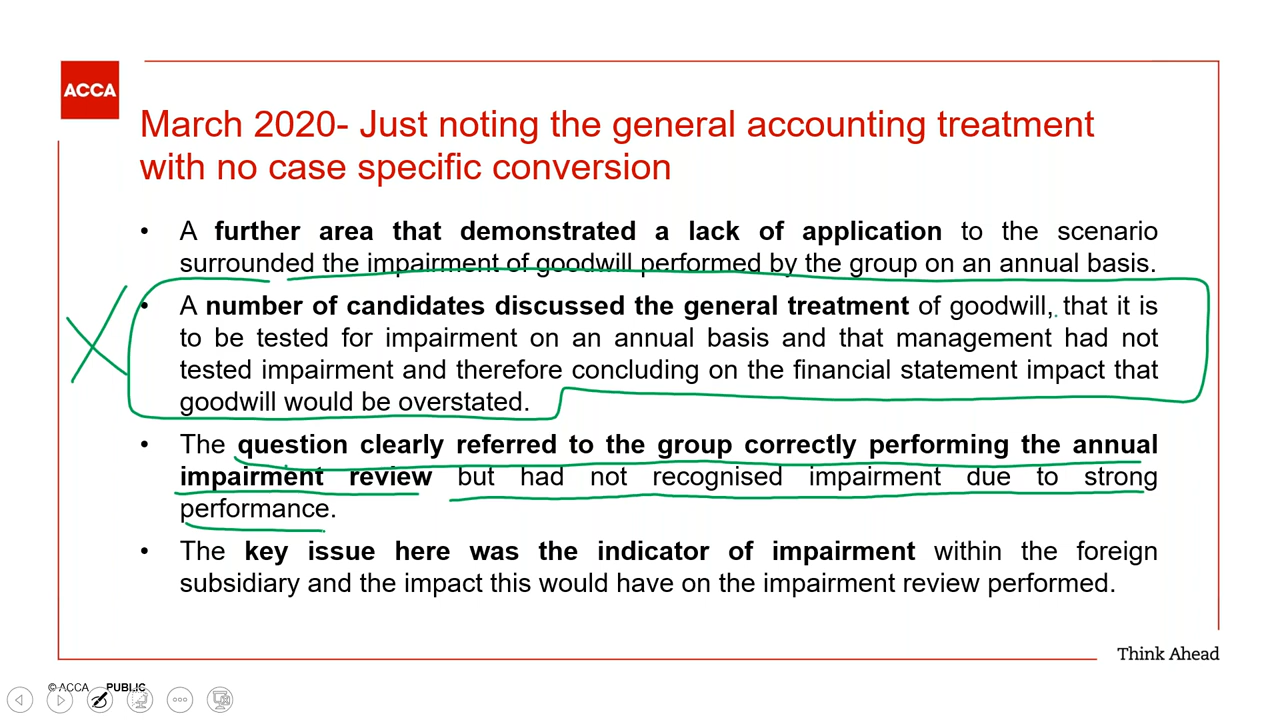 ACCA
March 2020- Just noting the general accounting treatment
with no case specific conversion
• A further area that demonstrated a lack of application to the scenario
surrounded the impairment of goodwill performed by the group on an annual basis.
• A number of candidates discussed the general treatment of goodwill, that it is
to be tested for impairment on an annual basis and that management had not
tested impairment and therefore concluding on the financial statement impact that
goodwill would be overstated.
• The question clearly referred to the group correctly performing the annual
impairment review but had not recognised impairment due to strong
performance.
• The key issue here was the indicator of impairment within the foreign
subsidiary and the impact this would have on the impairment review performed.
Think Ahead
© ACCA PUBLIC